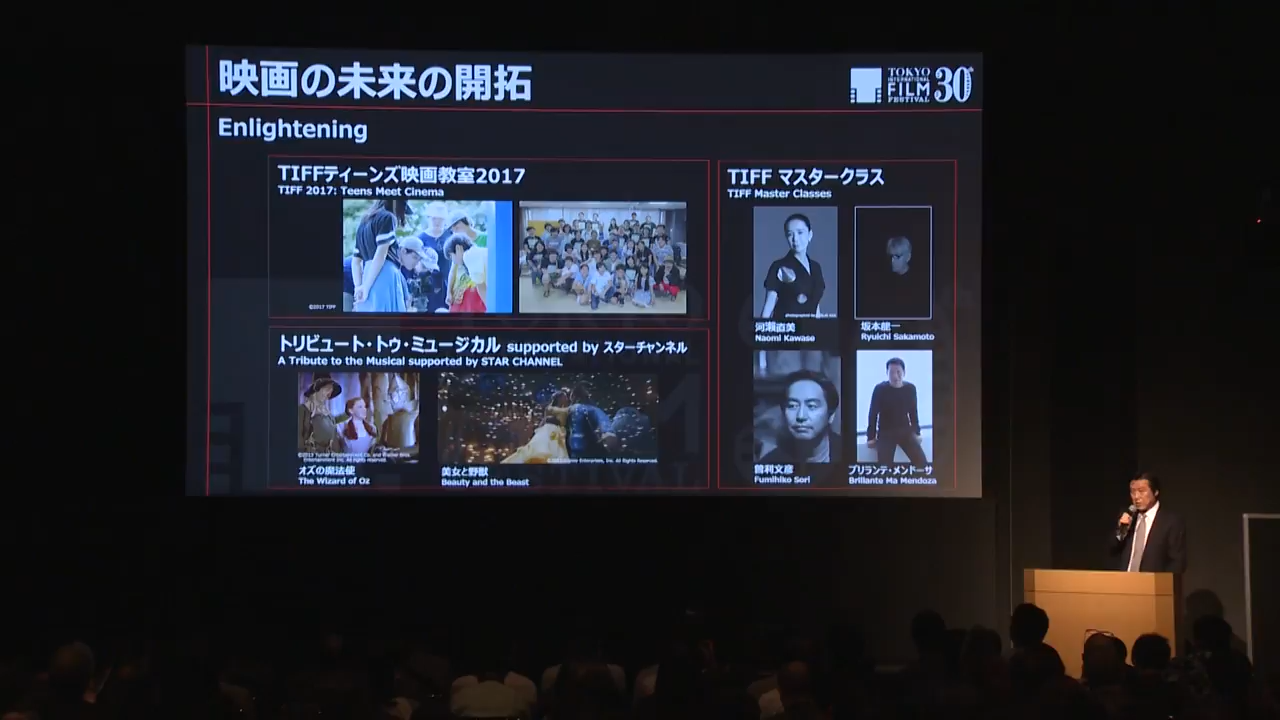 映画の未来の開拓
TOKYO
INTERNATIONAL
FILM
FESTIVAL
30
Enlightening
TIFFティーンズ映画教室2017
TIFF 2017: Teens Meet Cinema
©2017 TIFF
トリビュート・トゥ・ミュージカル supported by スターチャンネル
A Tribute to the Musical supported by STAR CHANNEL
オズの魔法使
The Wizard of Oz
美女と野獣
Beauty and the Beast
TIFF マスタークラス
TIFF Master Classes
河瀨直美
Naomi Kawase
坂本龍一
Ryuichi Sakamoto
曽利文彦
Fumihiko Sori
ブリランテ・メンドーサ
Brillante Ma Mendoza